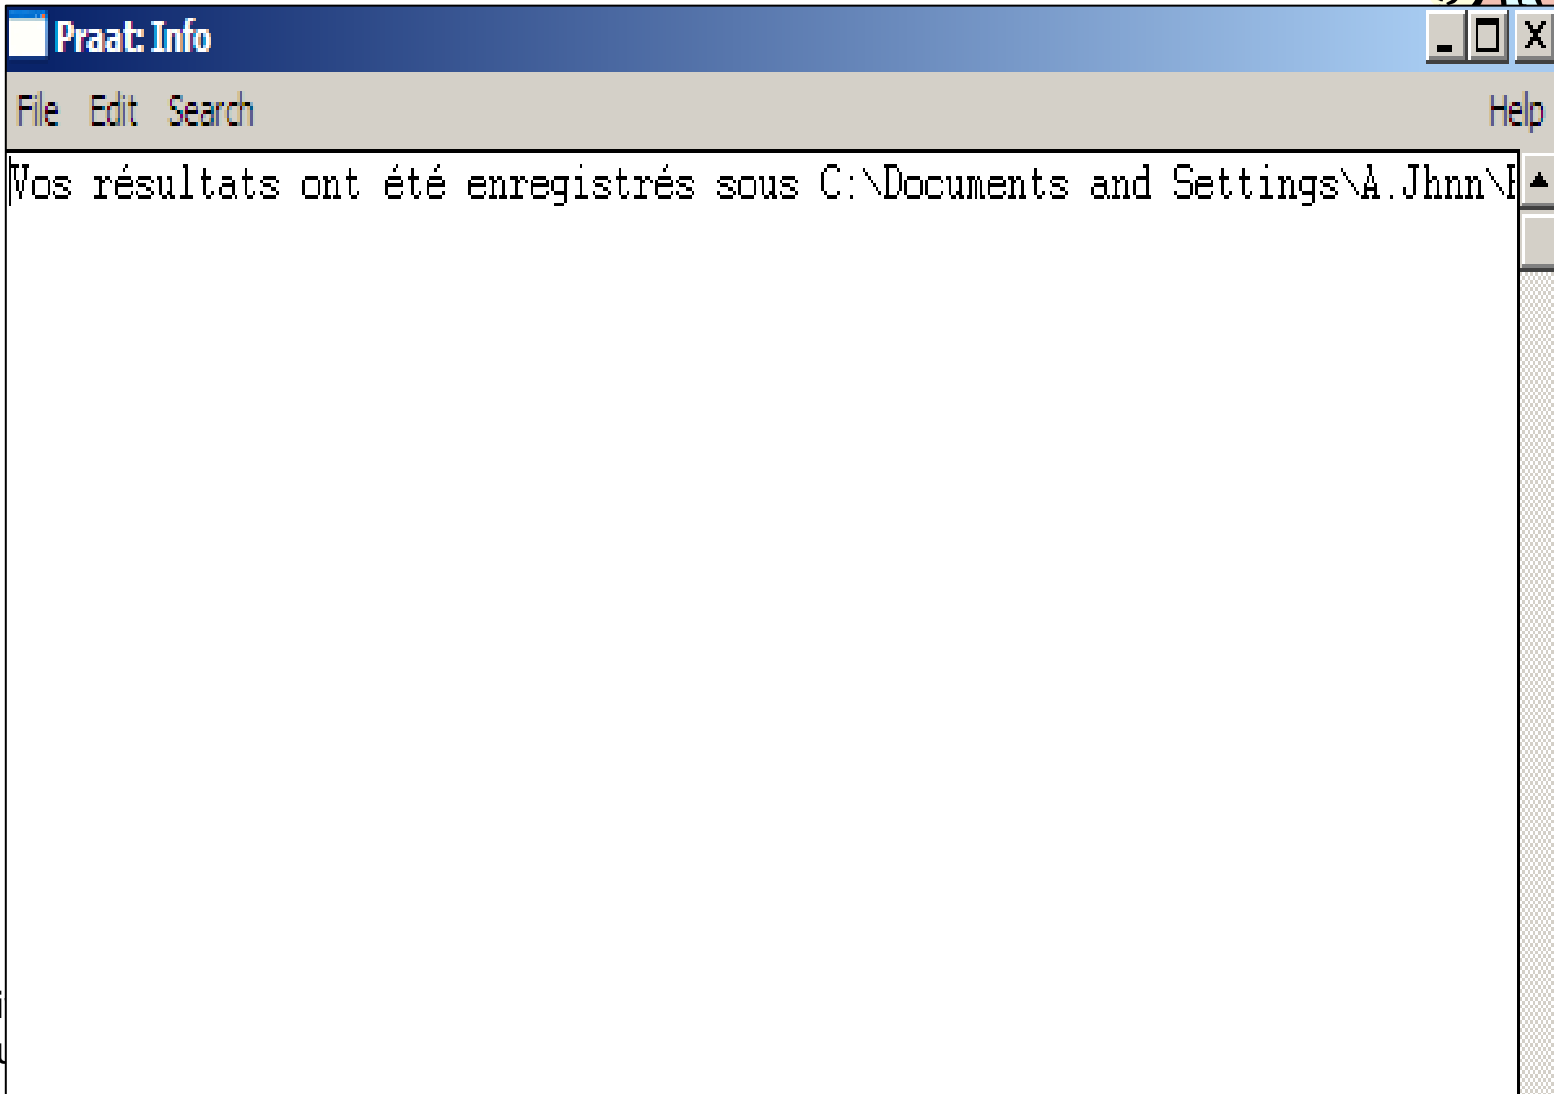 Praat: Info
File Edit Search Help
Vos résultats ont été enregistrés sous C:\Documents and Settings\A.Jhnn\